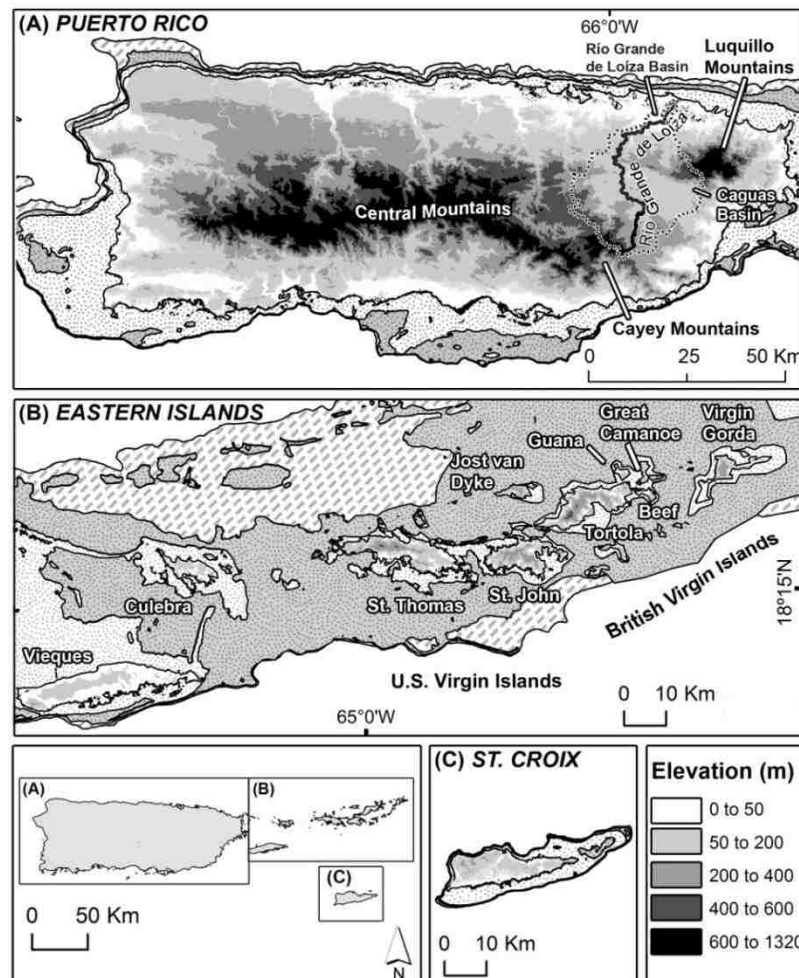 (A) PUERTO RICO
66°0'W
Río Grande
de Loíza Basin
Luquillo
Mountains
Río Grande de Loíza
Caguas
Basin
Central Mountains
Cayey Mountains
0 25 50 Km
(B) EASTERN ISLANDS
Great
Camanoe
Virgin
Gorda
Guana
Jost van
Dyke
Beef
Tortola
Culebra
St. Thomas
St. John
Vieques
British Virgin Islands
18°15'N
U.S. Virgin Islands
0 10 Km
65°0'W
(A)
(B)
(C)
0 50 Km
N
(C) ST. CROIX
0 10 Km
Elevation (m)
0 to 50
50 to 200
200 to 400
400 to 600
600 to 1320